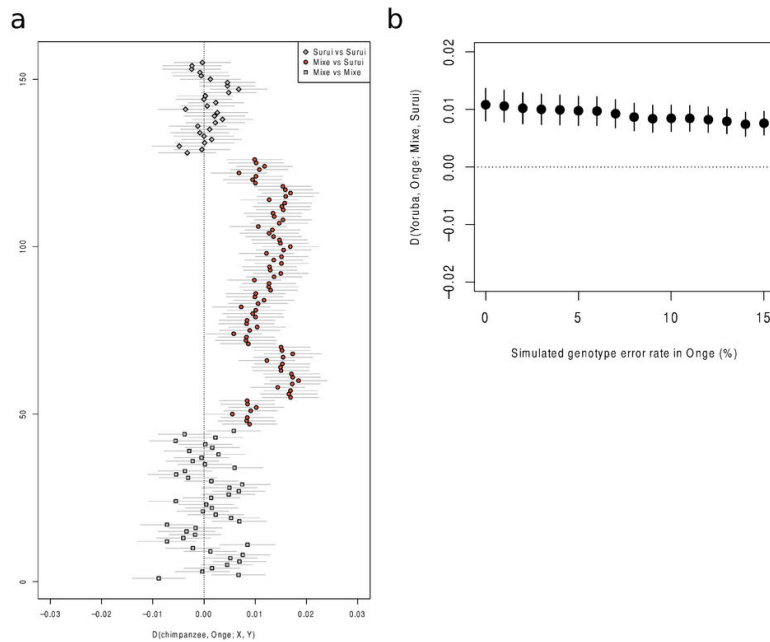 a
Surui vs Surui
Mixe vs Surui
Mixe vs Mixe
150
100
50
0
−0.03 −0.02 −0.01 0.00 0.01 0.02 0.03
D(chimpanzee, Onge; X, Y)
b
D(Yoruba, Onge; Mixe, Surui)
0.02
0.01
0.00
−0.01
−0.02
0 5 10 15
Simulated genotype error rate in Onge (%)